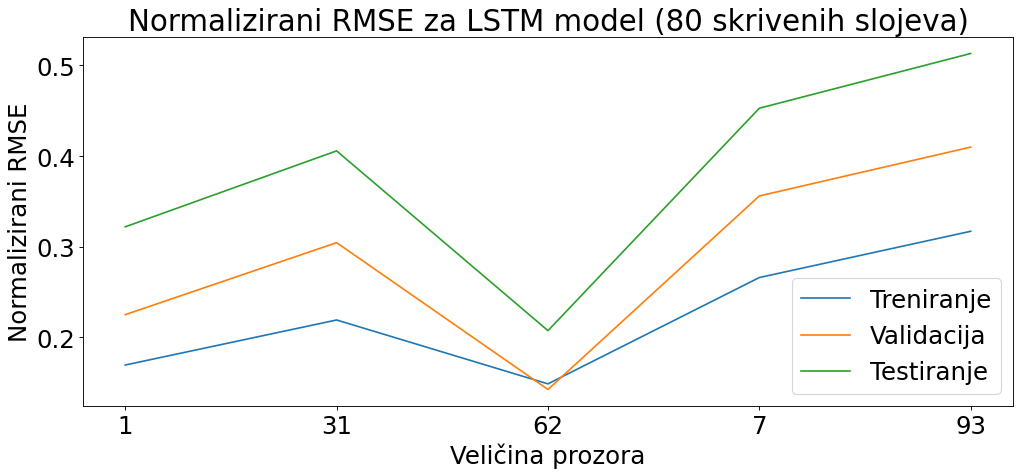 Normalizirani RMSE za LSTM model (80 skrivenih slojeva)
Normalizirani RMSE
0.5
0.4
0.3
0.2
Treniranje
Validacija
Testiranje
1 31 62 7 93
Veličina prozora